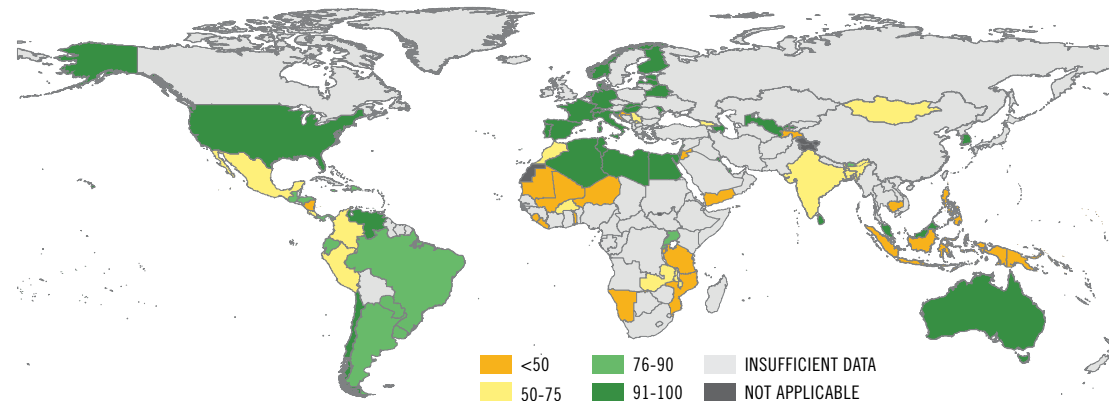 <50
50-75
76-90
91-100
INSUFFICIENT DATA
NOT APPLICABLE